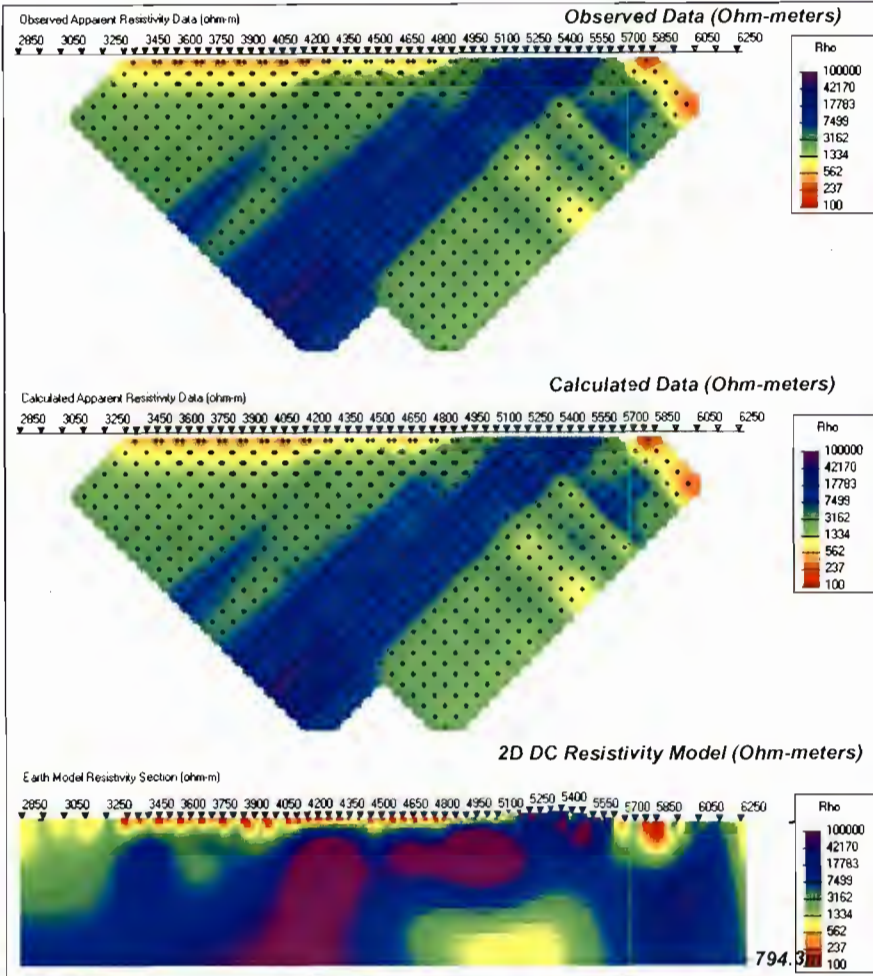 Observed Apparent Resistivity Data (ohm-m)
Observed Data (Ohm-meters)
2850 3050 3250 3450 3600 3750 3900 4050 4200 4350 4500 4650 4800 4950 5100 5250 5400 5550 5700 5850 6050 6250
Rho
100000
42170
17783
7499
3162
1334
562
237
100
Calculated Data (Ohm-meters)
Calculated Apparent Resistivity Data (ohm-m)
2850 3050 3250 3450 3600 3750 3900 4050 4200 4350 4500 4650 4800 4950 5100 5250 5400 5550 5700 5850 6050 6250
Rho
100000
42170
17783
7499
3162
1334
562
237
100
2D DC Resistivity Model (Ohm-meters)
Earth Model Resistivity Section (ohm-m)
2850 3050 3450 3600 3750 3900 4050 4200 4350 4500 4650 4800 4950 5250 5400 5550 5700 5850 6050 6250
Rho
100000
42170
17783
7499
3162
1334
562
237
100
794.3m